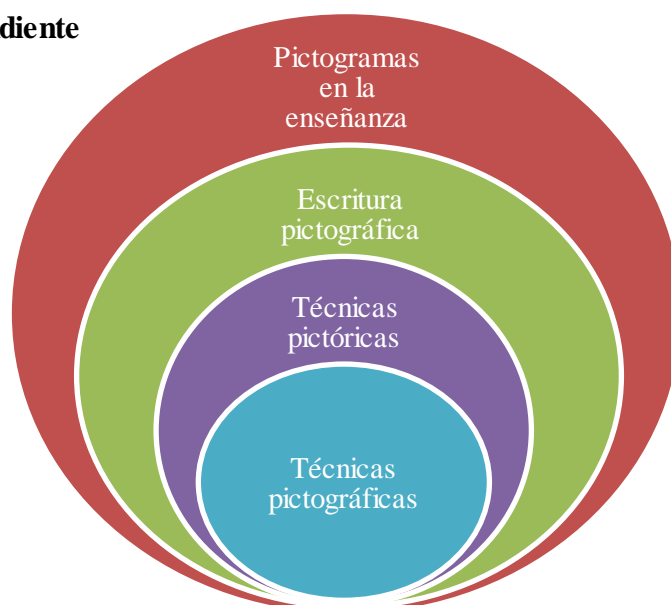 diente
Pictogramas
en la
enseñanza
Escritura
pictográfica
Técnicas
pictóricas
Técnicas
pictográficas